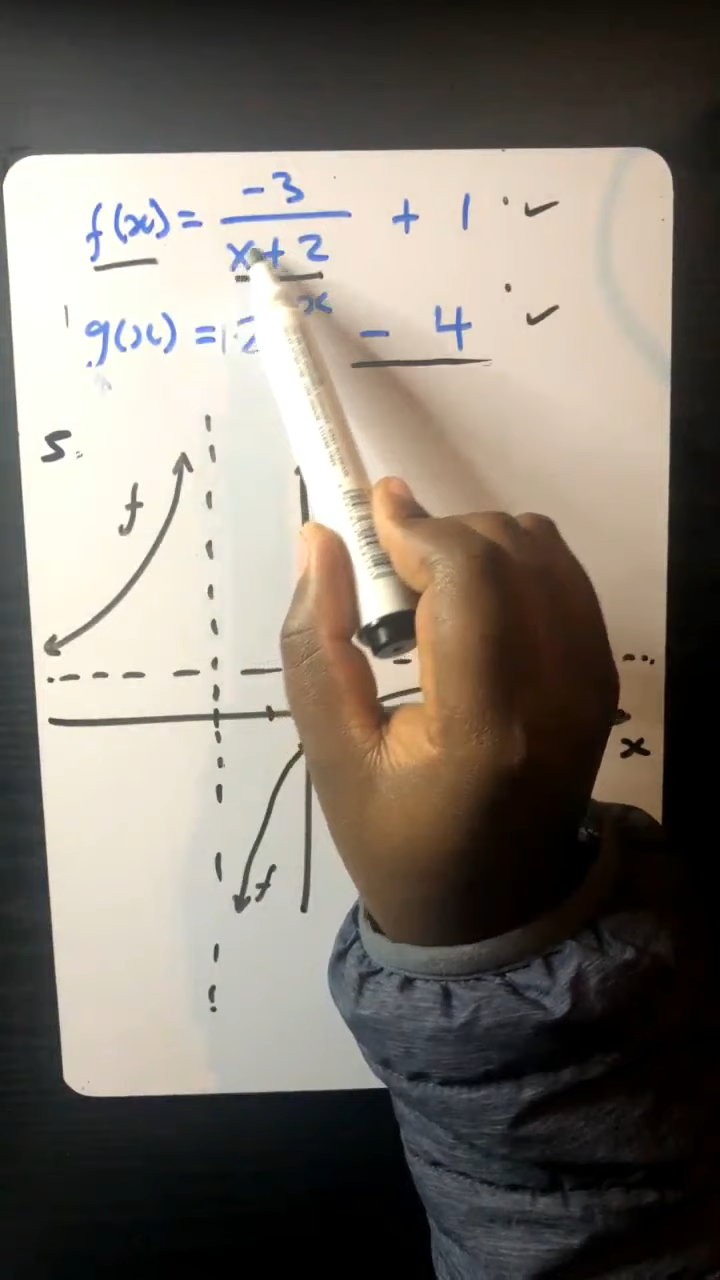 f(x) = -3/(x + 2) + 1
g(x) = 2^x - 4
5.
f
x
f